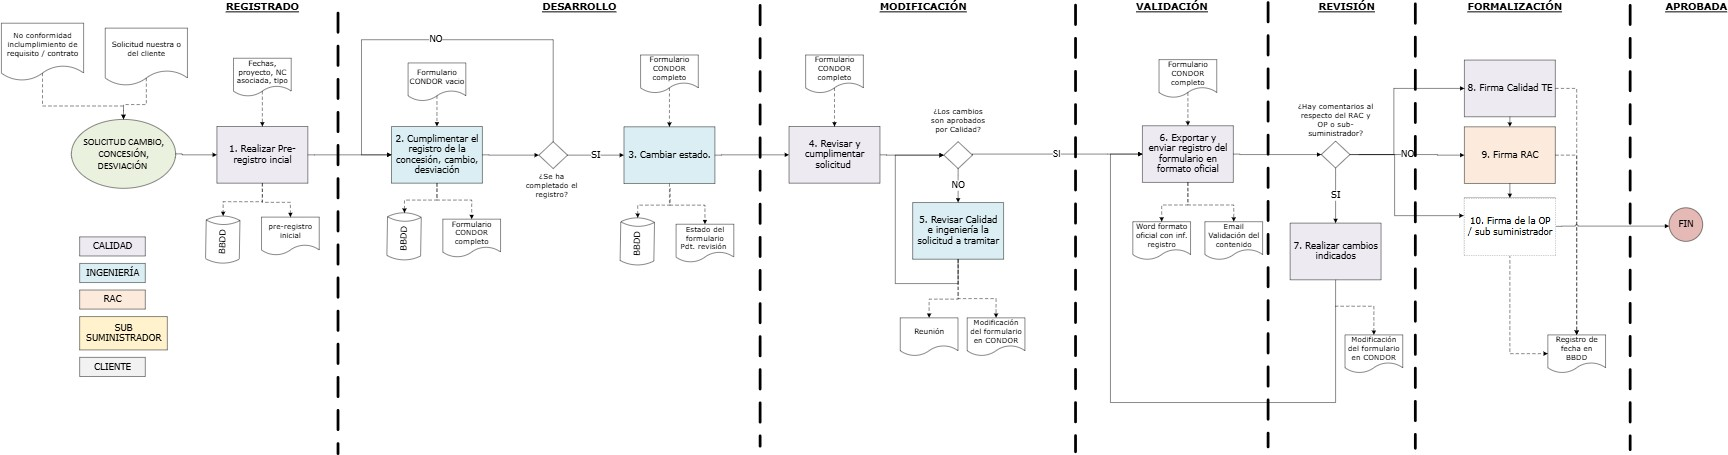 REGISTRADO
DESARROLLO
MODIFICACIÓN
VALIDACIÓN
REVISIÓN
FORMALIZACIÓN
APROBADA
No conformidad
inclumplimiento de
requisito / contrato
Solicitud nuestra o
del cliente
SOLICITUD CAMBIO,
CONCESIÓN,
DESVIACIÓN
Fechas,
proyecto, NC
asociada, tipo
1. Realizar Pre-
registro incial
BBDD
pre-registro
inicial
NO
Formulario
CONDOR vacio
2. Cumplimentar el
registro de la
concesión, cambio,
desviación
BBDD
Formulario
CONDOR
completo
¿Se ha
completado el
registro?
SI
Formulario
CONDOR
completo
3. Cambiar estado.
BBDD
Estado del
formulario
Pdt. revisión
Formulario
CONDOR
completo
4. Revisar y
cumplimentar
solicitud
¿Los cambios
son aprobados
por Calidad?
NO
SI
5. Revisar Calidad
e ingeniería la
solicitud a tramitar
Reunión
Modificación
del formulario
en CONDOR
Formulario
CONDOR
completo
6. Exportar y
enviar registro del
formulario en
formato oficial
Word formato
oficial con inf.
registro
Email
Validación del
contenido
¿Hay comentarios al
respecto del RAC y
OP o sub-
suministrador?
NO
SI
7. Realizar cambios
indicados
Modificación
del formulario
en CONDOR
8. Firma Calidad TE
9. Firma RAC
10. Firma de la OP
/ sub suministrador
Registro de
fecha en
BBDD
FIN
CALIDAD
INGENIERÍA
RAC
SUB
SUMINISTRADOR
CLIENTE